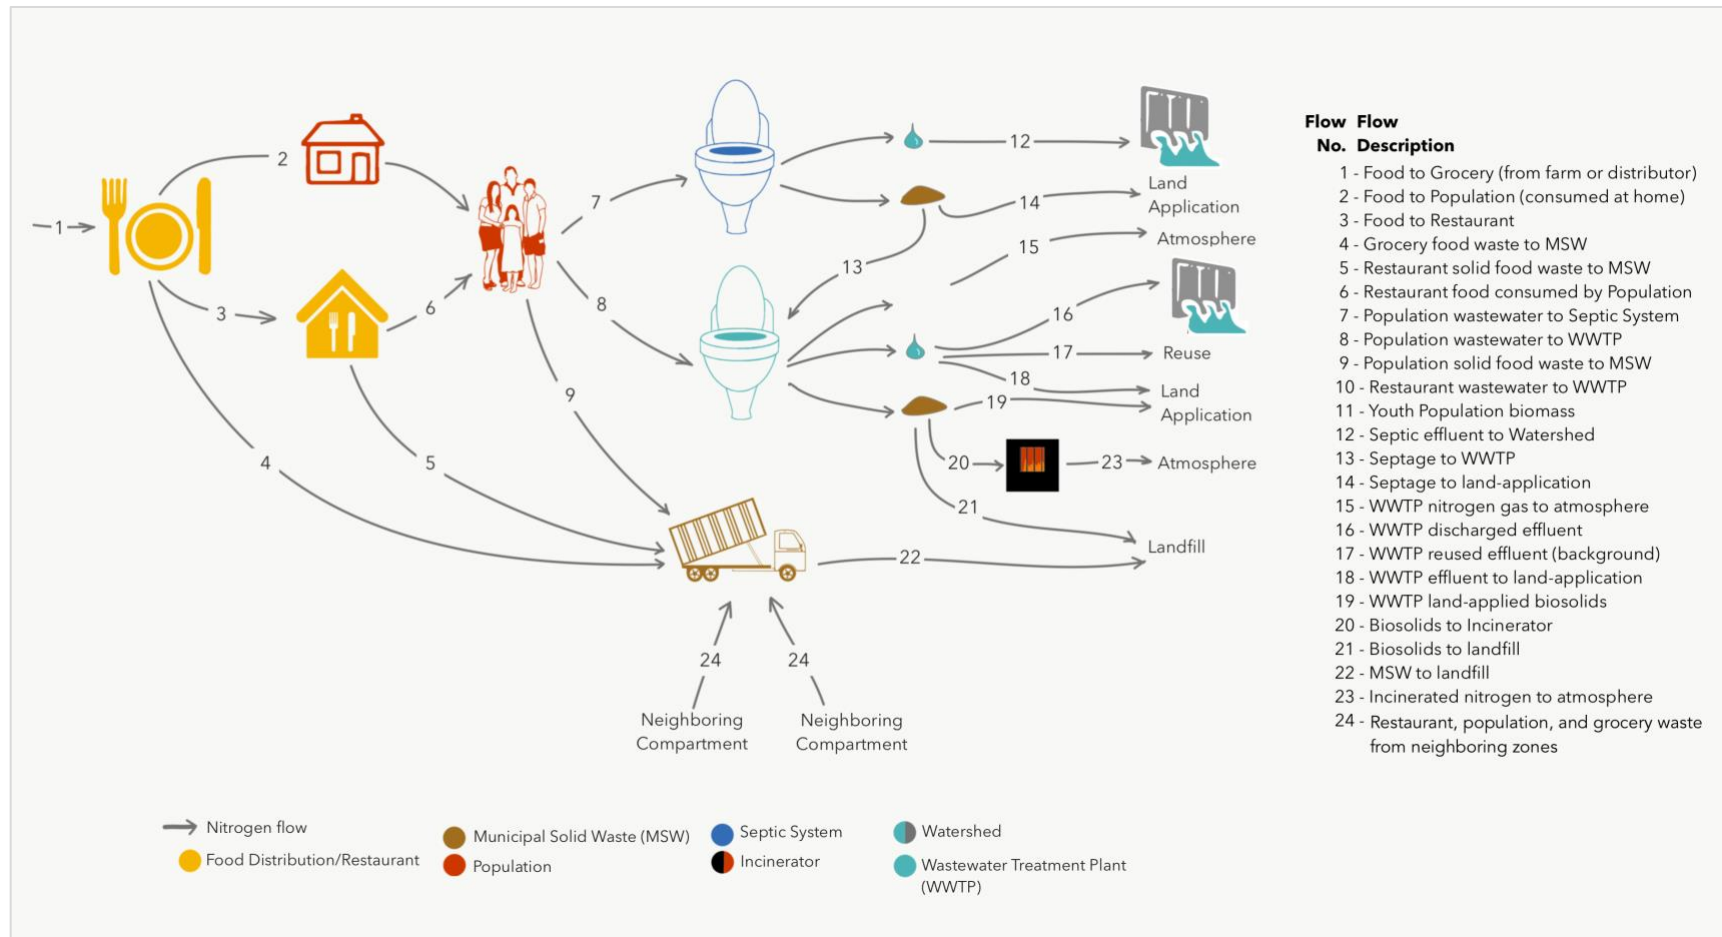 1
2
3
4
5
6
7
8
9
12
13
14
Land
Application
15
Atmosphere
16
17
Reuse
18
19
Land
Application
20
23
Atmosphere
21
22
Landfill
24
24
Neighboring
Compartment
Neighboring
Compartment
Flow Flow
No. Description
1 - Food to Grocery (from farm or distributor)
2 - Food to Population (consumed at home)
3 - Food to Restaurant
4 - Grocery food waste to MSW
5 - Restaurant solid food waste to MSW
6 - Restaurant food consumed by Population
7 - Population wastewater to Septic System
8 - Population wastewater to WWTP
9 - Population solid food waste to MSW
10 - Restaurant wastewater to WWTP
11 - Youth Population biomass
12 - Septic effluent to Watershed
13 - Septage to WWTP
14 - Septage to land-application
15 - WWTP nitrogen gas to atmosphere
16 - WWTP discharged effluent
17 - WWTP reused effluent (background)
18 - WWTP effluent to land-application
19 - WWTP land-applied biosolids
20 - Biosolids to Incinerator
21 - Biosolids to landfill
22 - MSW to landfill
23 - Incinerated nitrogen to atmosphere
24 - Restaurant, population, and grocery waste
from neighboring zones
Nitrogen flow
Food Distribution/Restaurant
Municipal Solid Waste (MSW)
Population
Septic System
Incinerator
Watershed
Wastewater Treatment Plant
(WWTP)